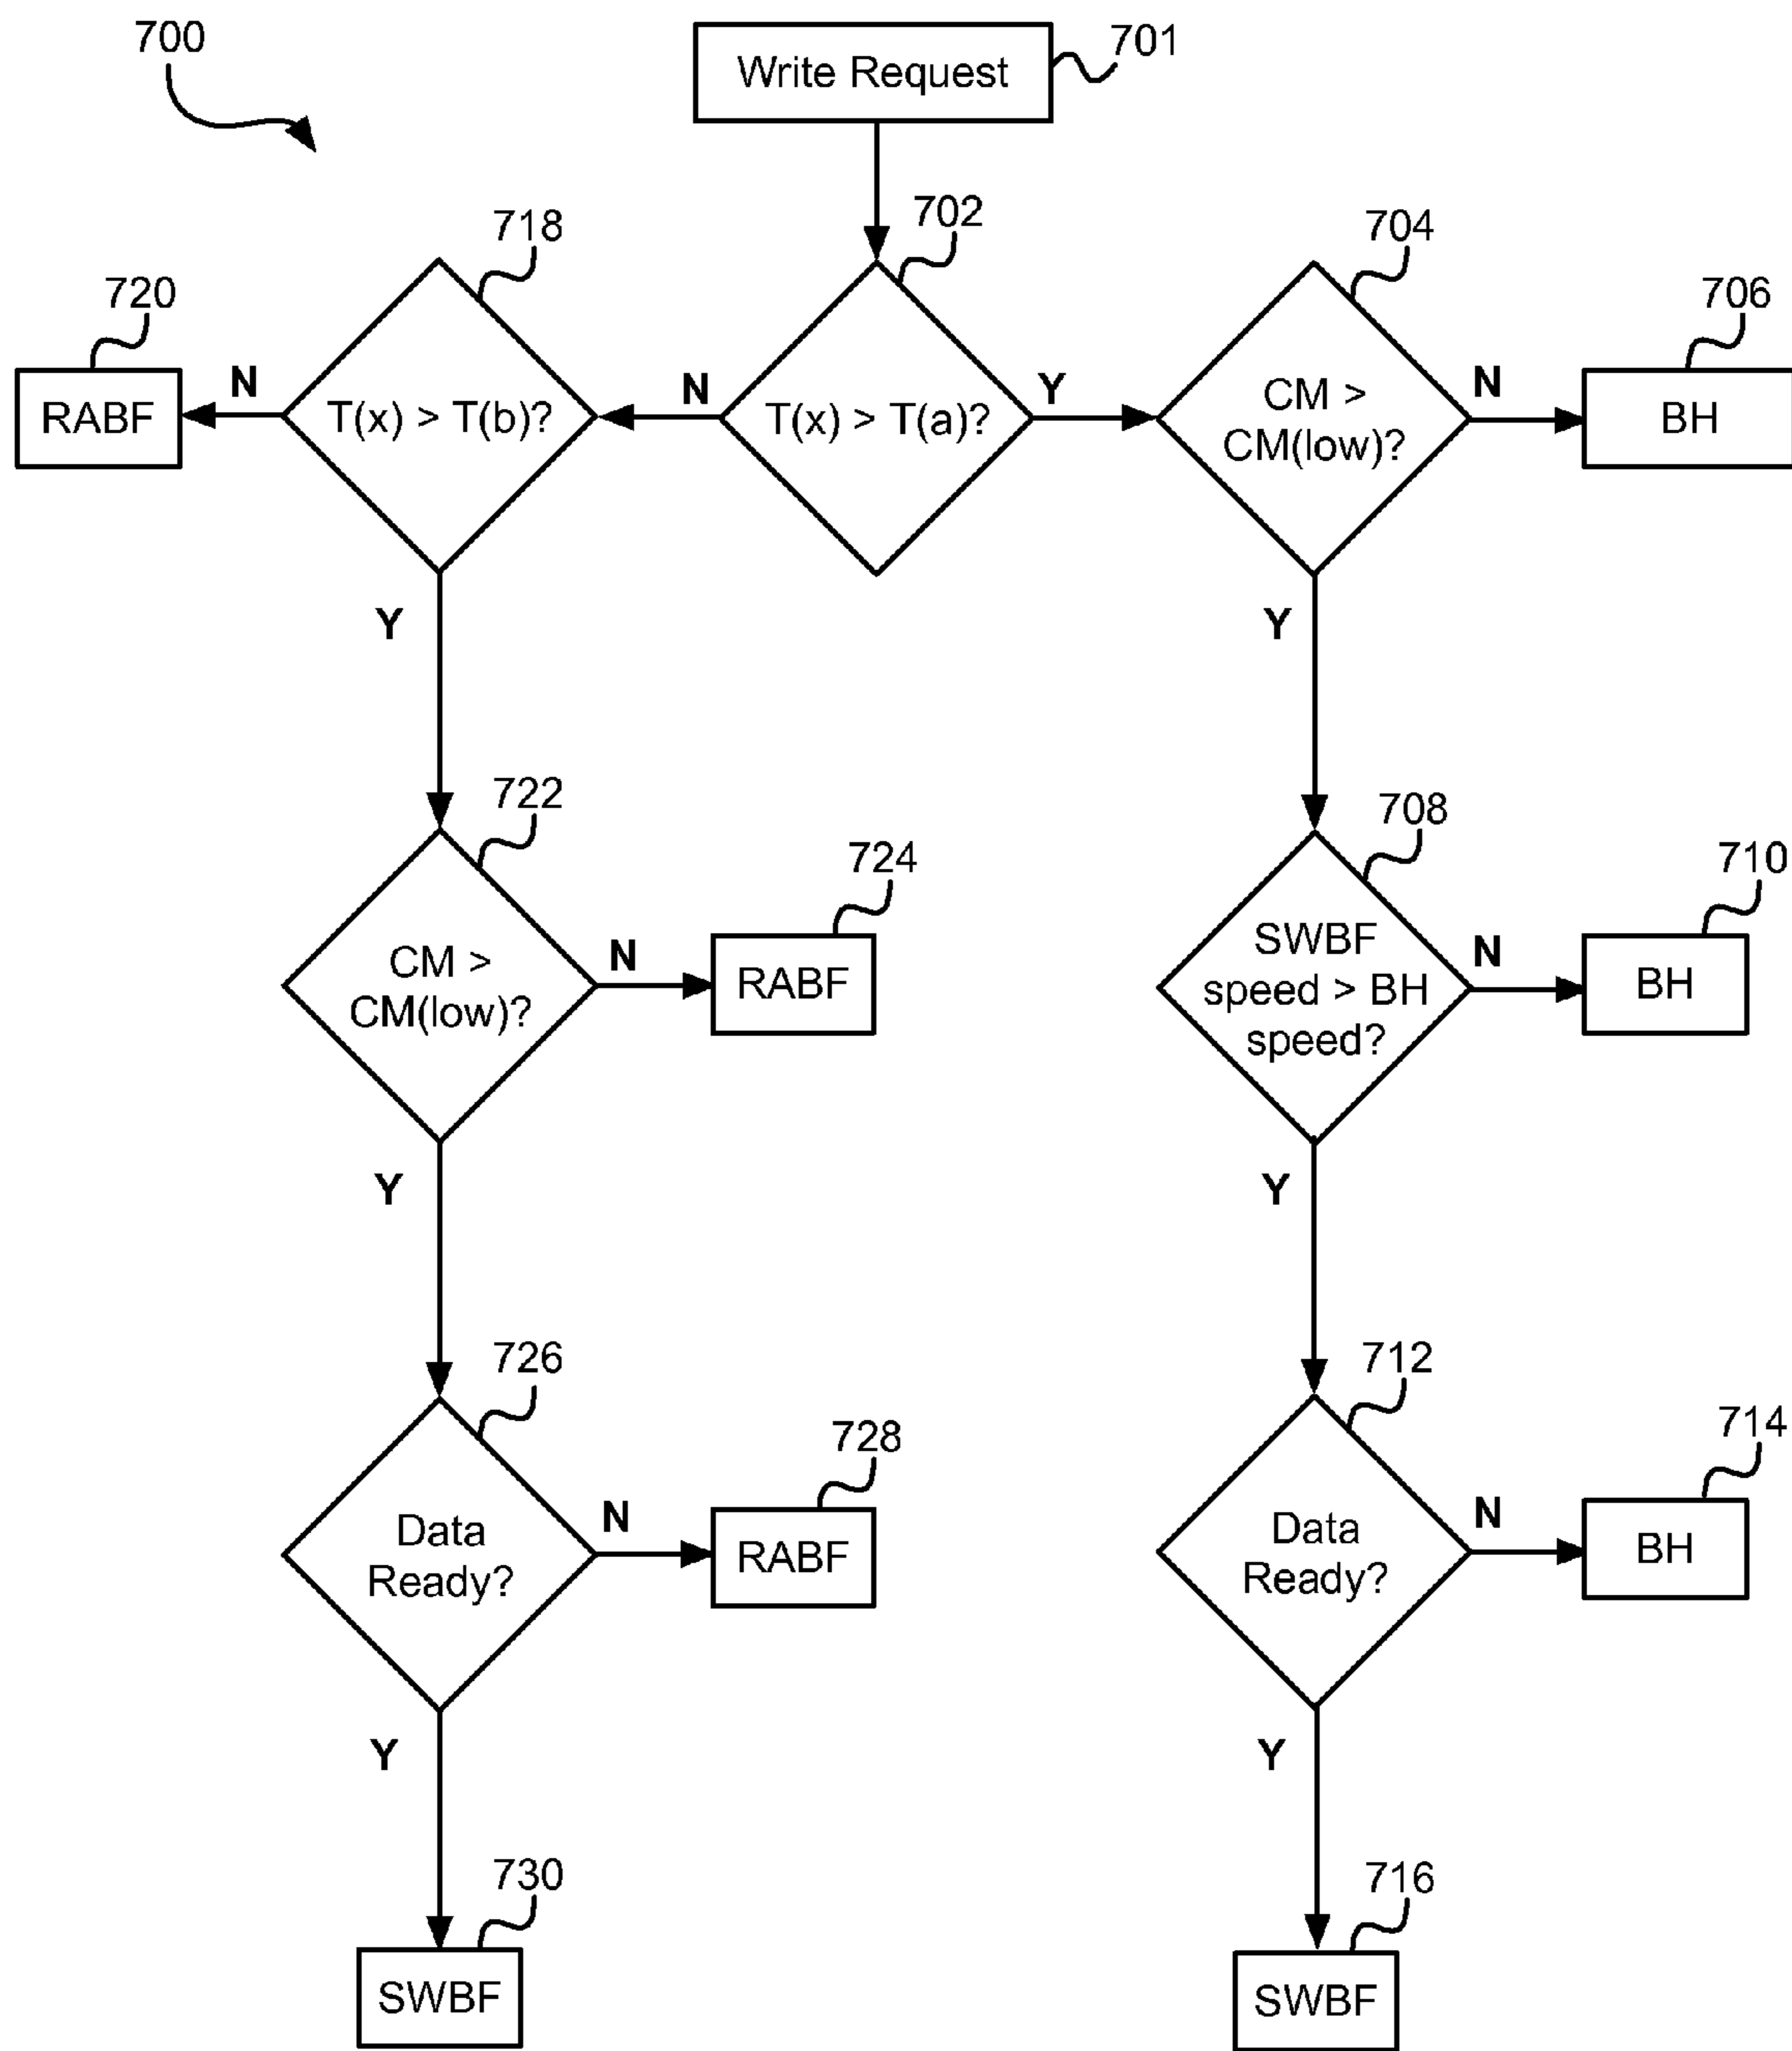 700
Write Request
701
718
702
704
720
706
RABF
N
T(x) > T(b)?
N
T(x) > T(a)?
Y
CM >
CM(low)?
N
BH
Y
Y
722
708
724
710
CM >
CM(low)?
N
RABF
SWBF
speed > BH
speed?
N
BH
Y
Y
726
712
728
714
Data
Ready?
N
RABF
Data
Ready?
N
BH
Y
Y
730
716
SWBF
SWBF